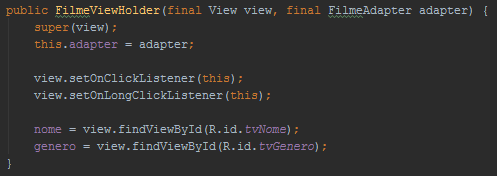 public FilmeViewHolder(final View view, final FilmeAdapter adapter) {
    super(view);
    this.adapter = adapter;

    view.setOnClickListener(this);
    view.setOnLongClickListener(this);

    nome = view.findViewById(R.id.tvNome);
    genero = view.findViewById(R.id.tvGenero);
}